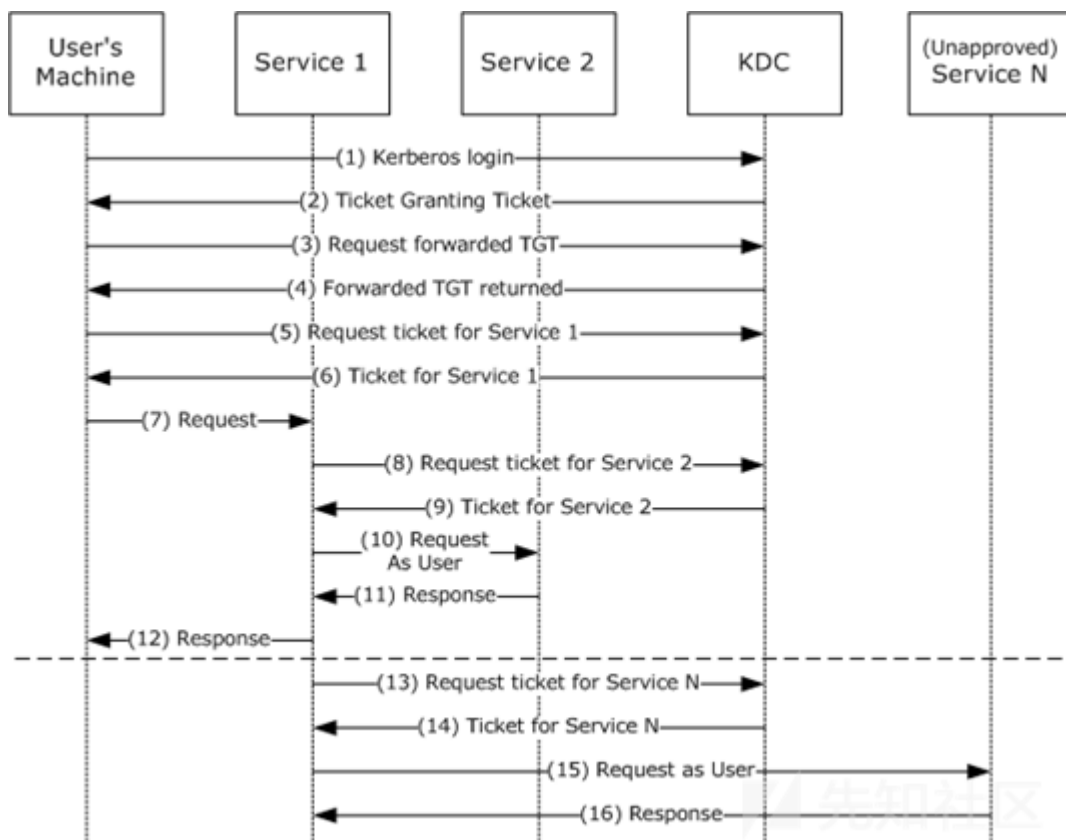 User's
Machine
Service 1
Service 2
KDC
(Unapproved)
Service N
(1) Kerberos login
(2) Ticket Granting Ticket
(3) Request forwarded TGT
(4) Forwarded TGT returned
(5) Request ticket for Service 1
(6) Ticket for Service 1
(7) Request
(8) Request ticket for Service 2
(9) Ticket for Service 2
(10) Request
As User
(11) Response
(12) Response
(13) Request ticket for Service N
(14) Ticket for Service N
(15) Request as User
(16) Response
先知社区